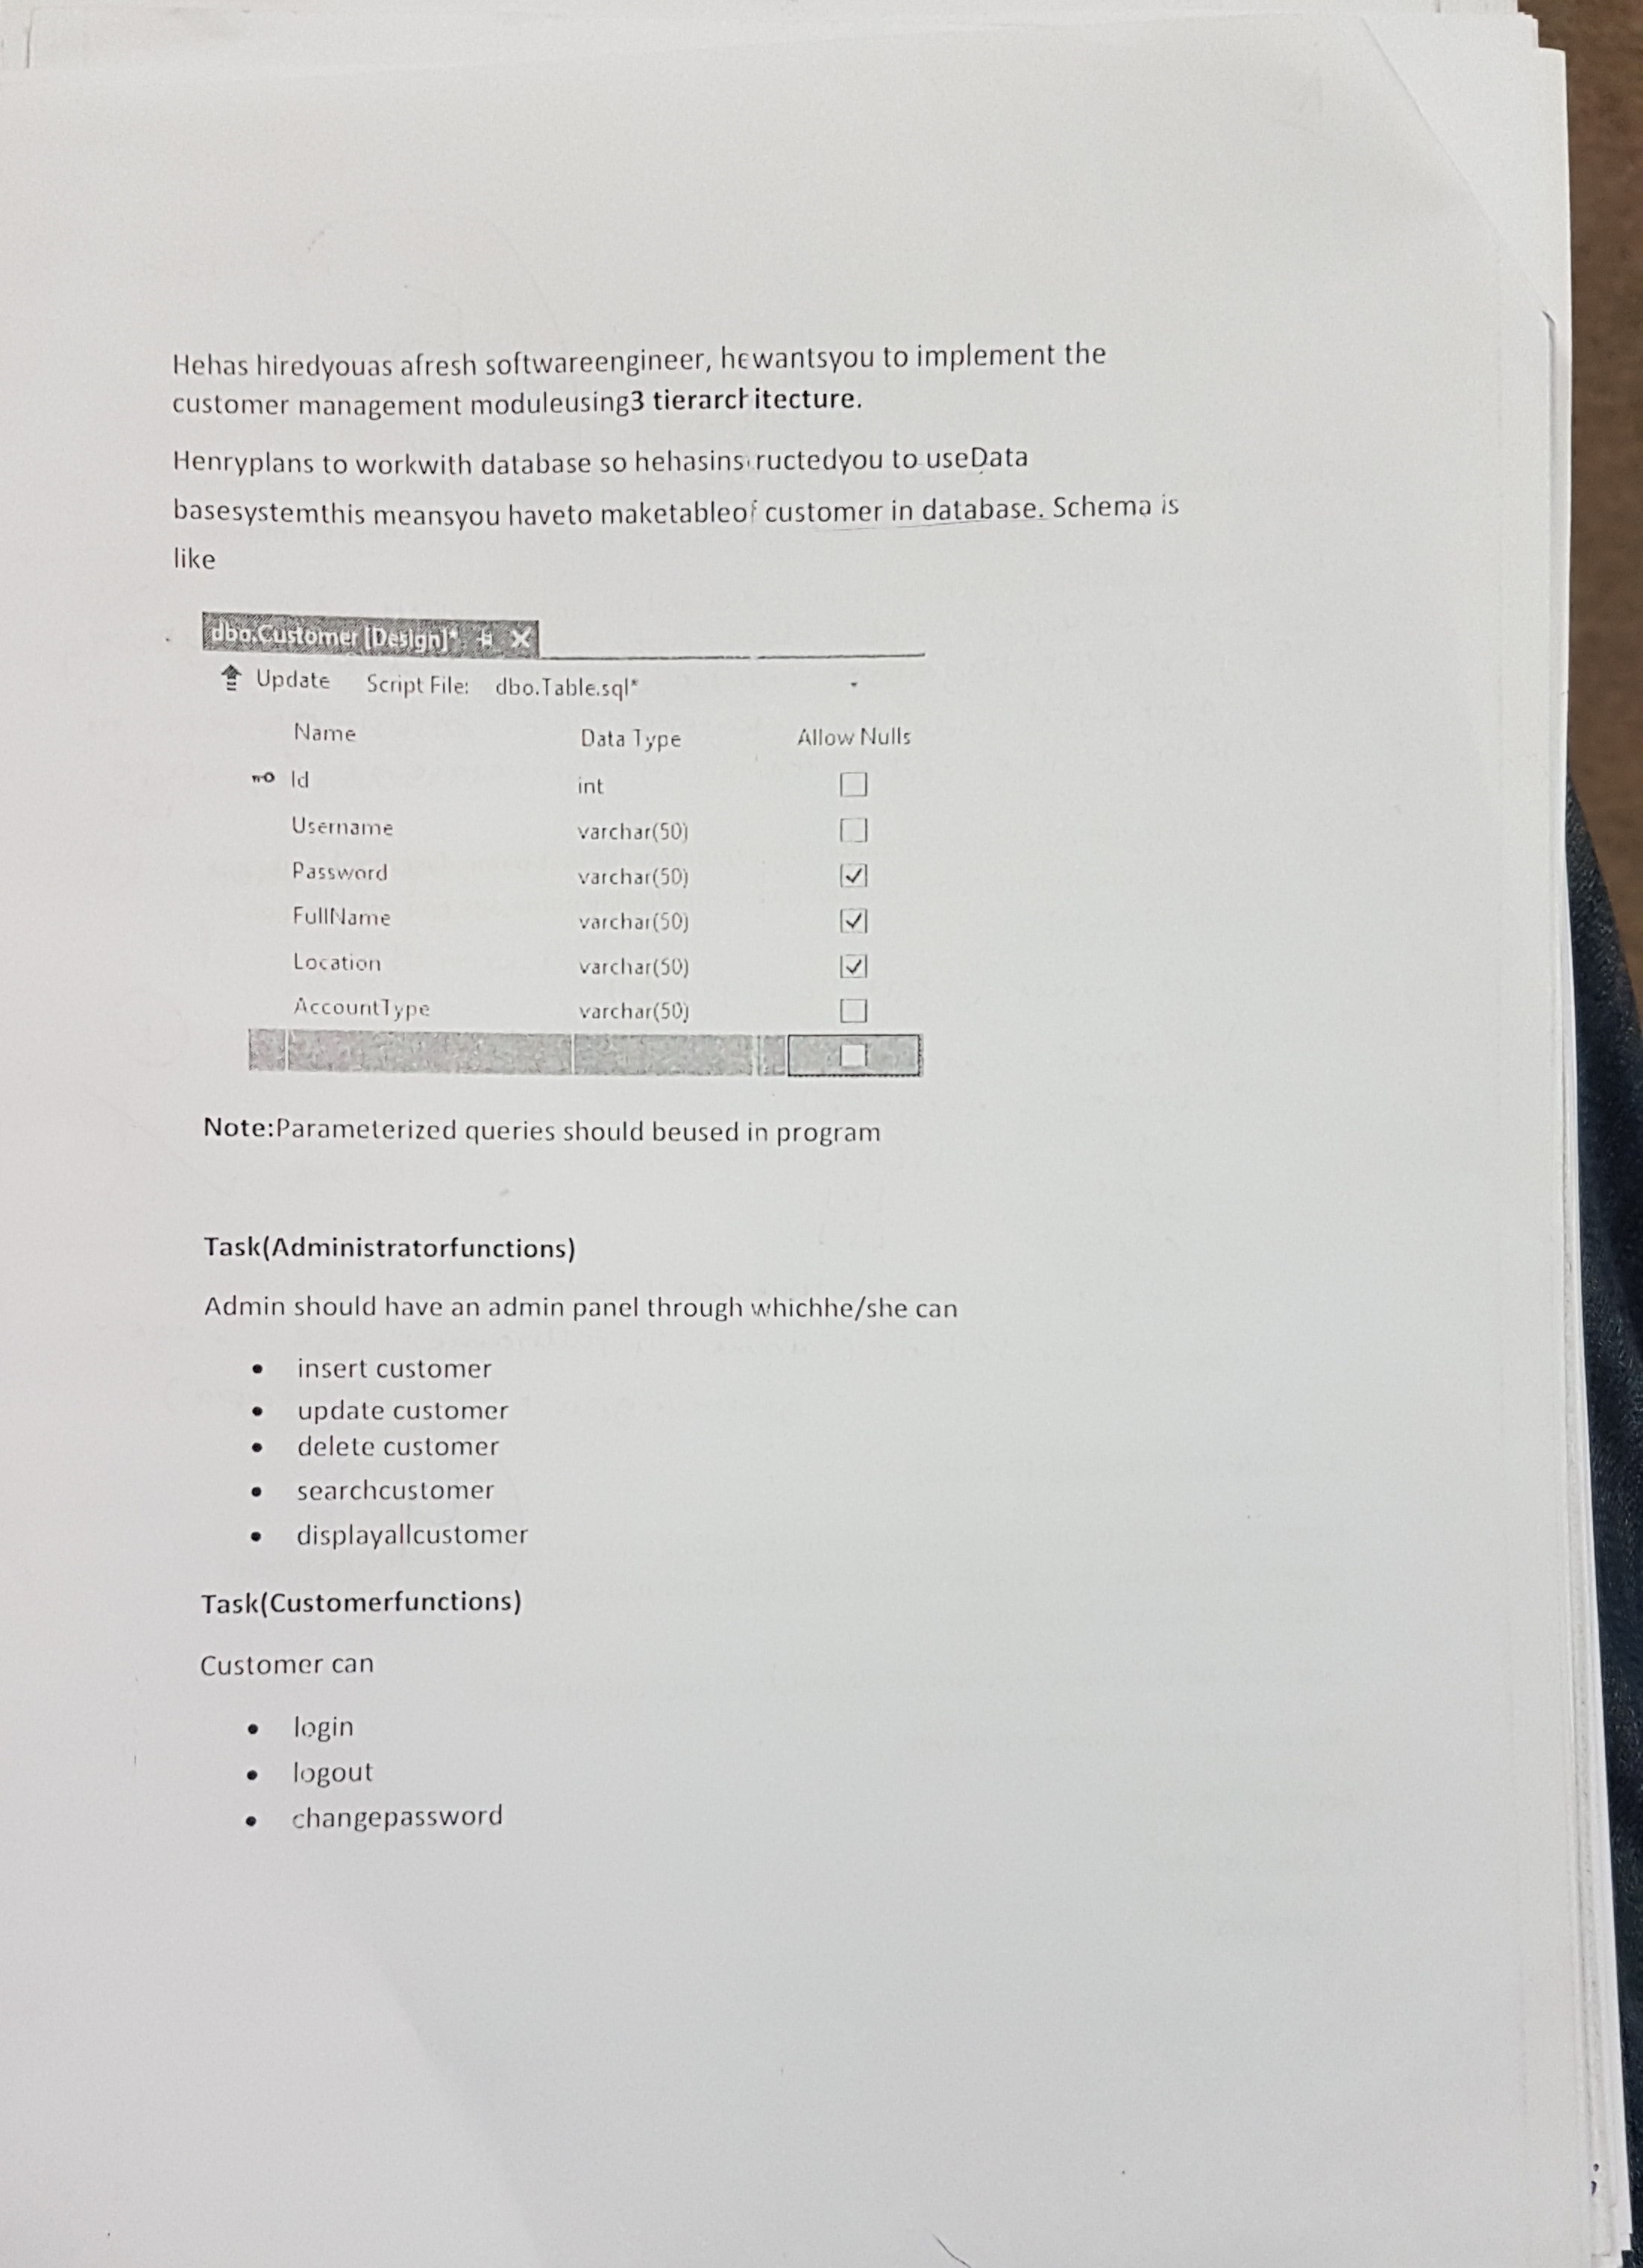 Hehas hiredyouas afresh softwareengineer, hewantsyou to implement the
customer management moduleusing3 tierarchitecture.
Henryplans to workwith database so hehasinstructedyou to useData
basesystemthis meansyou haveto maketableof customer in database. Schema is
like
dbo.Customer [Design]*
Update Script File: dbo.Table.sql*
Name Data Type Allow Nulls
Id int
Username varchar(50)
Password varchar(50)
FullName varchar(50)
Location varchar(50)
AccountType varchar(50)
Note:Parameterized queries should beused in program
Task(Administratorfunctions)
Admin should have an admin panel through whichhe/she can
• insert customer
• update customer
• delete customer
• searchcustomer
• displayallcustomer
Task(Customerfunctions)
Customer can
• login
• logout
• changepassword